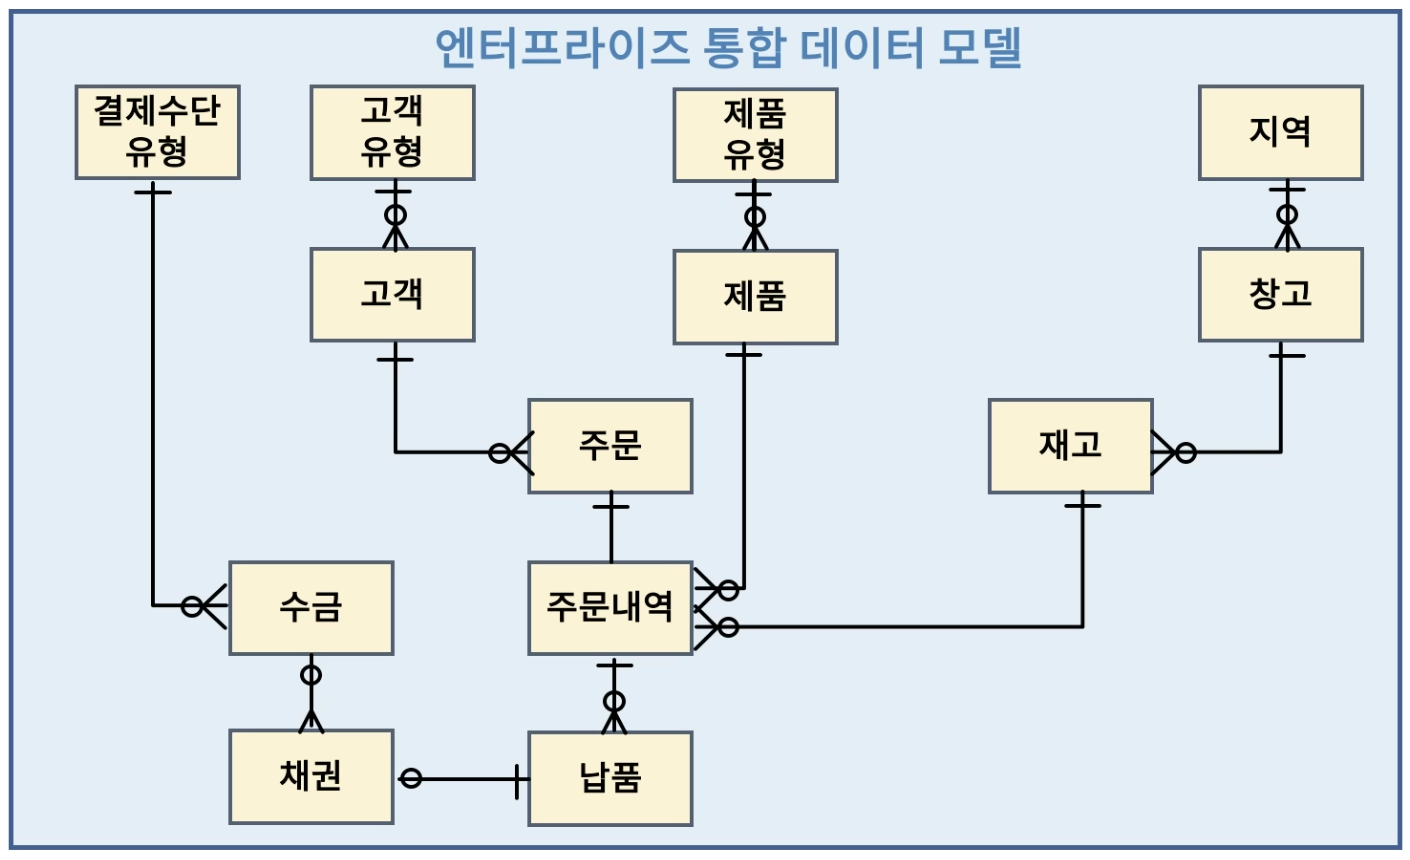 엔터프라이즈 통합 데이터 모델
결제수단
유형
고객
유형
제품
유형
지역
고객
제품
창고
주문
재고
수금
주문내역
채권
납품